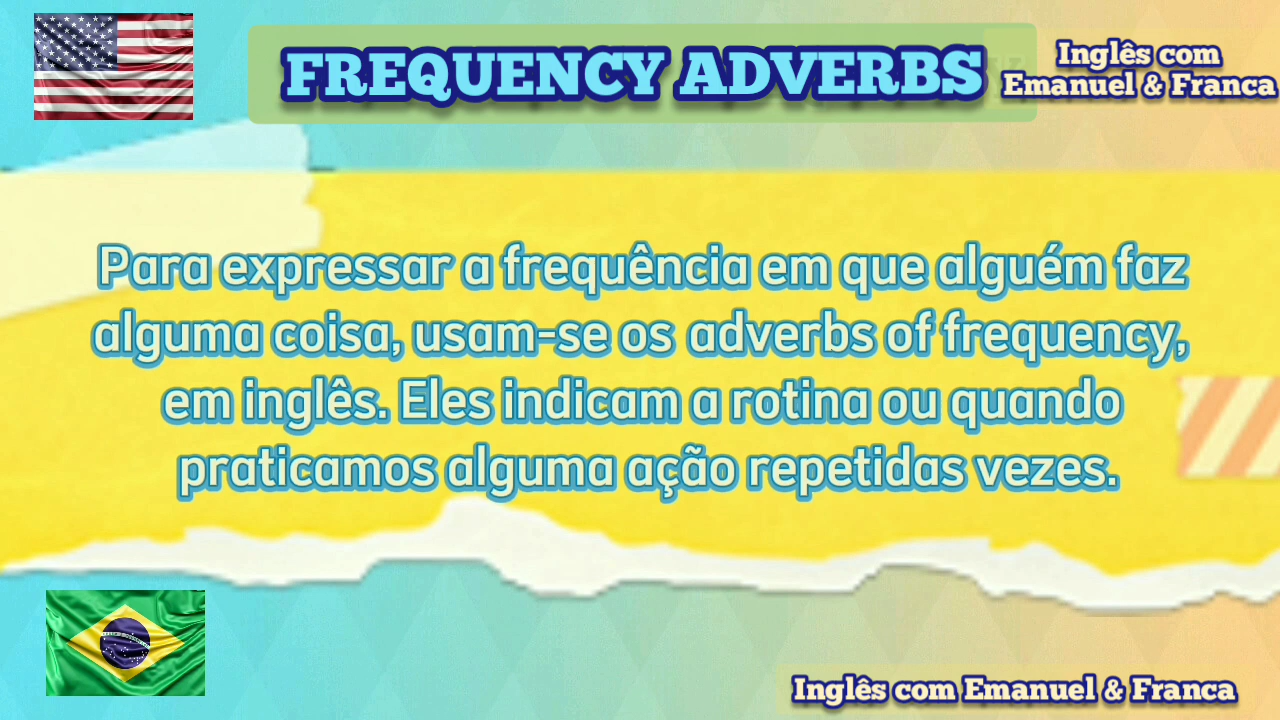 FREQUENCY ADVERBS
Inglês com
Emanuel & Franca
Para expressar a frequência em que alguém faz
alguma coisa, usam-se os adverbs of frequency,
em inglês. Eles indicam a rotina ou quando
praticamos alguma ação repetidas vezes.
Inglês com Emanuel & Franca